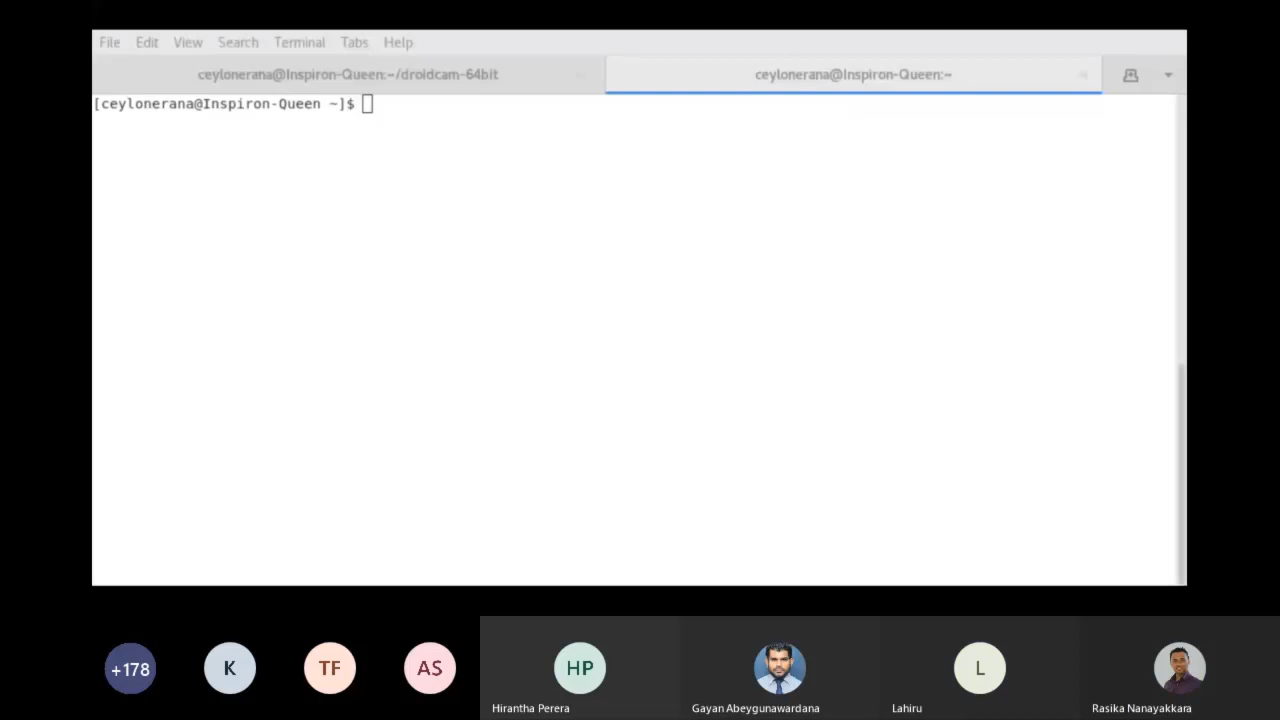 File Edit View Search Terminal Tabs Help
ceylonerana@Inspiron-Queen:~/droidcam-64bit ceylonerana@Inspiron-Queen:~
[ceylonerana@Inspiron-Queen ~]$
+178 K TF AS HP L
Hirantha Perera Gayan Abeygunawardana Lahiru Rasika Nanayakkara